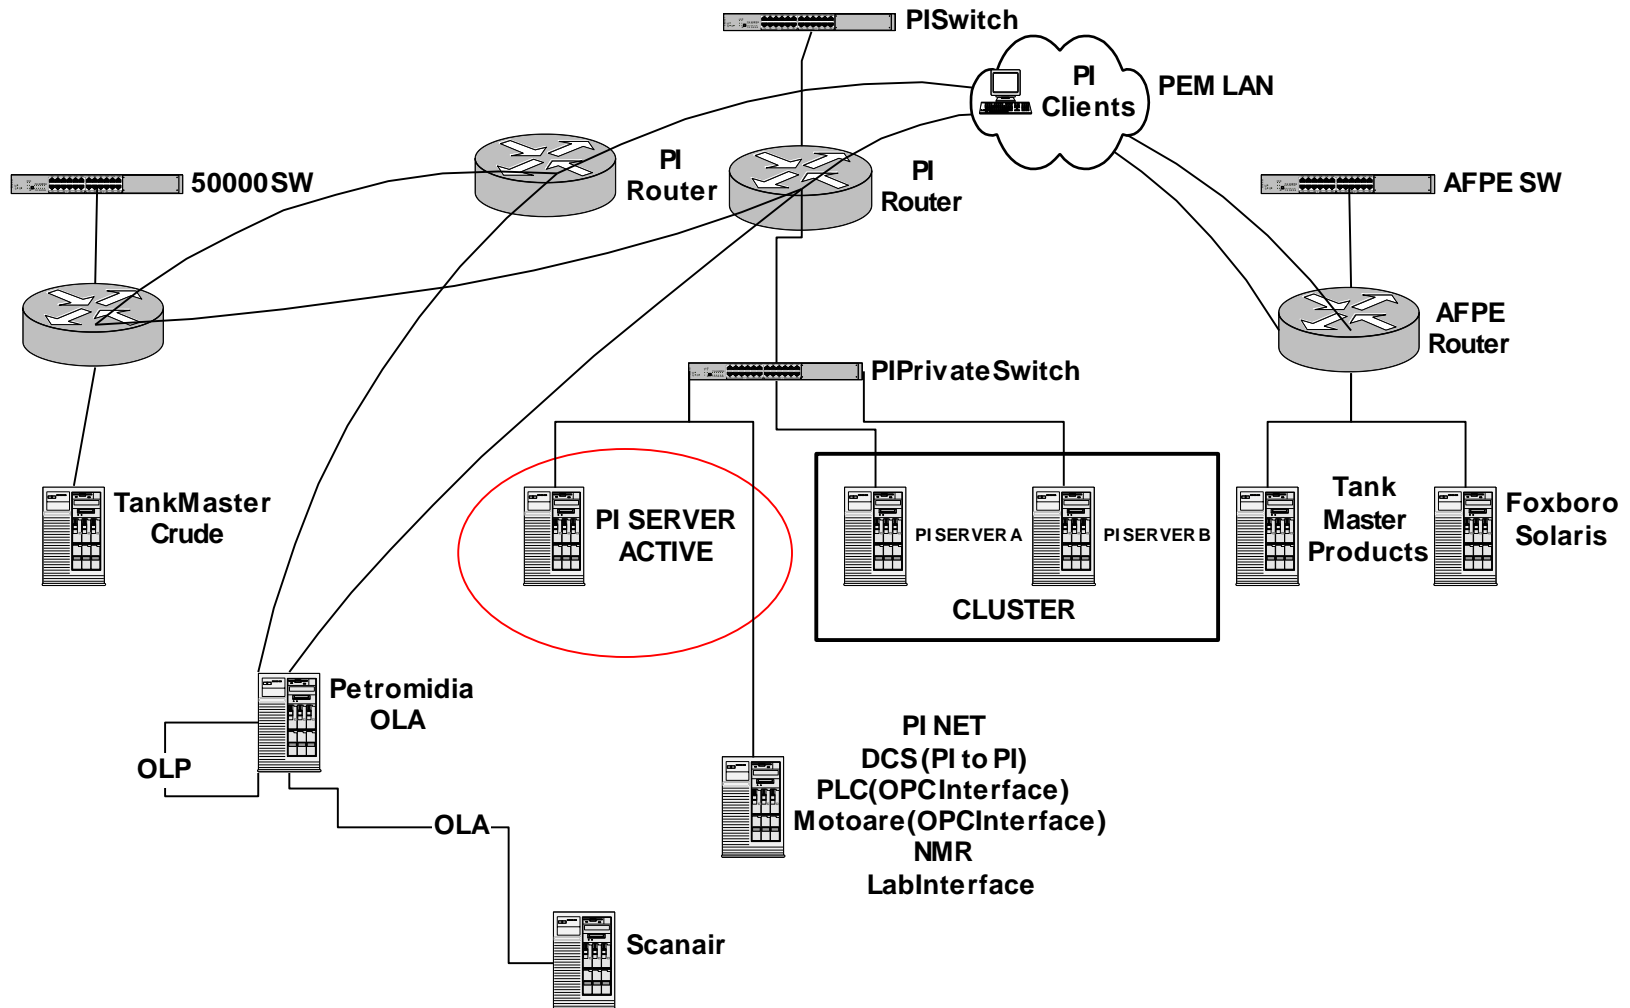 PISwitch
PI
Clients
PEM LAN
50000SW
PI
Router
PI
Router
AFPE SW
AFPE
Router
PIPrivateSwitch
TankMaster
Crude
PI SERVER
ACTIVE
PI SERVER A
PI SERVER B
CLUSTER
Tank
Master
Products
Foxboro
Solaris
Petromidia
OLA
OLP
OLA
PI NET
DCS(PI to PI)
PLC(OPCInterface)
Motoare(OPCInterface)
NMR
LabInterface
Scanair